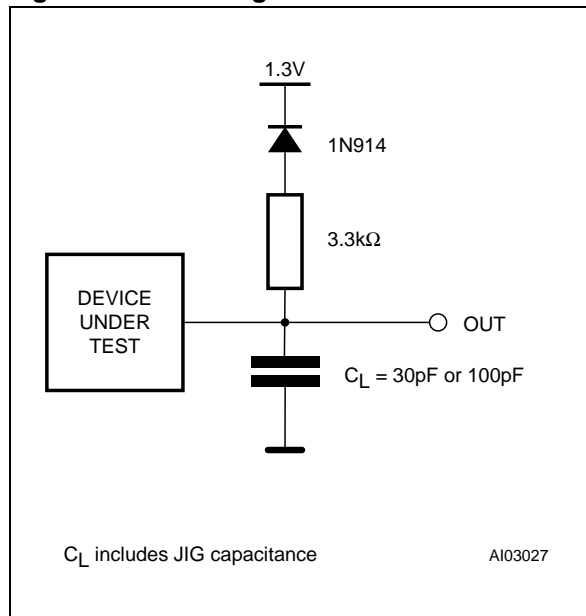 1.3V
1N914
3.3kΩ
DEVICE
UNDER
TEST
OUT
CL = 30pF or 100pF
CL includes JIG capacitance
AI03027